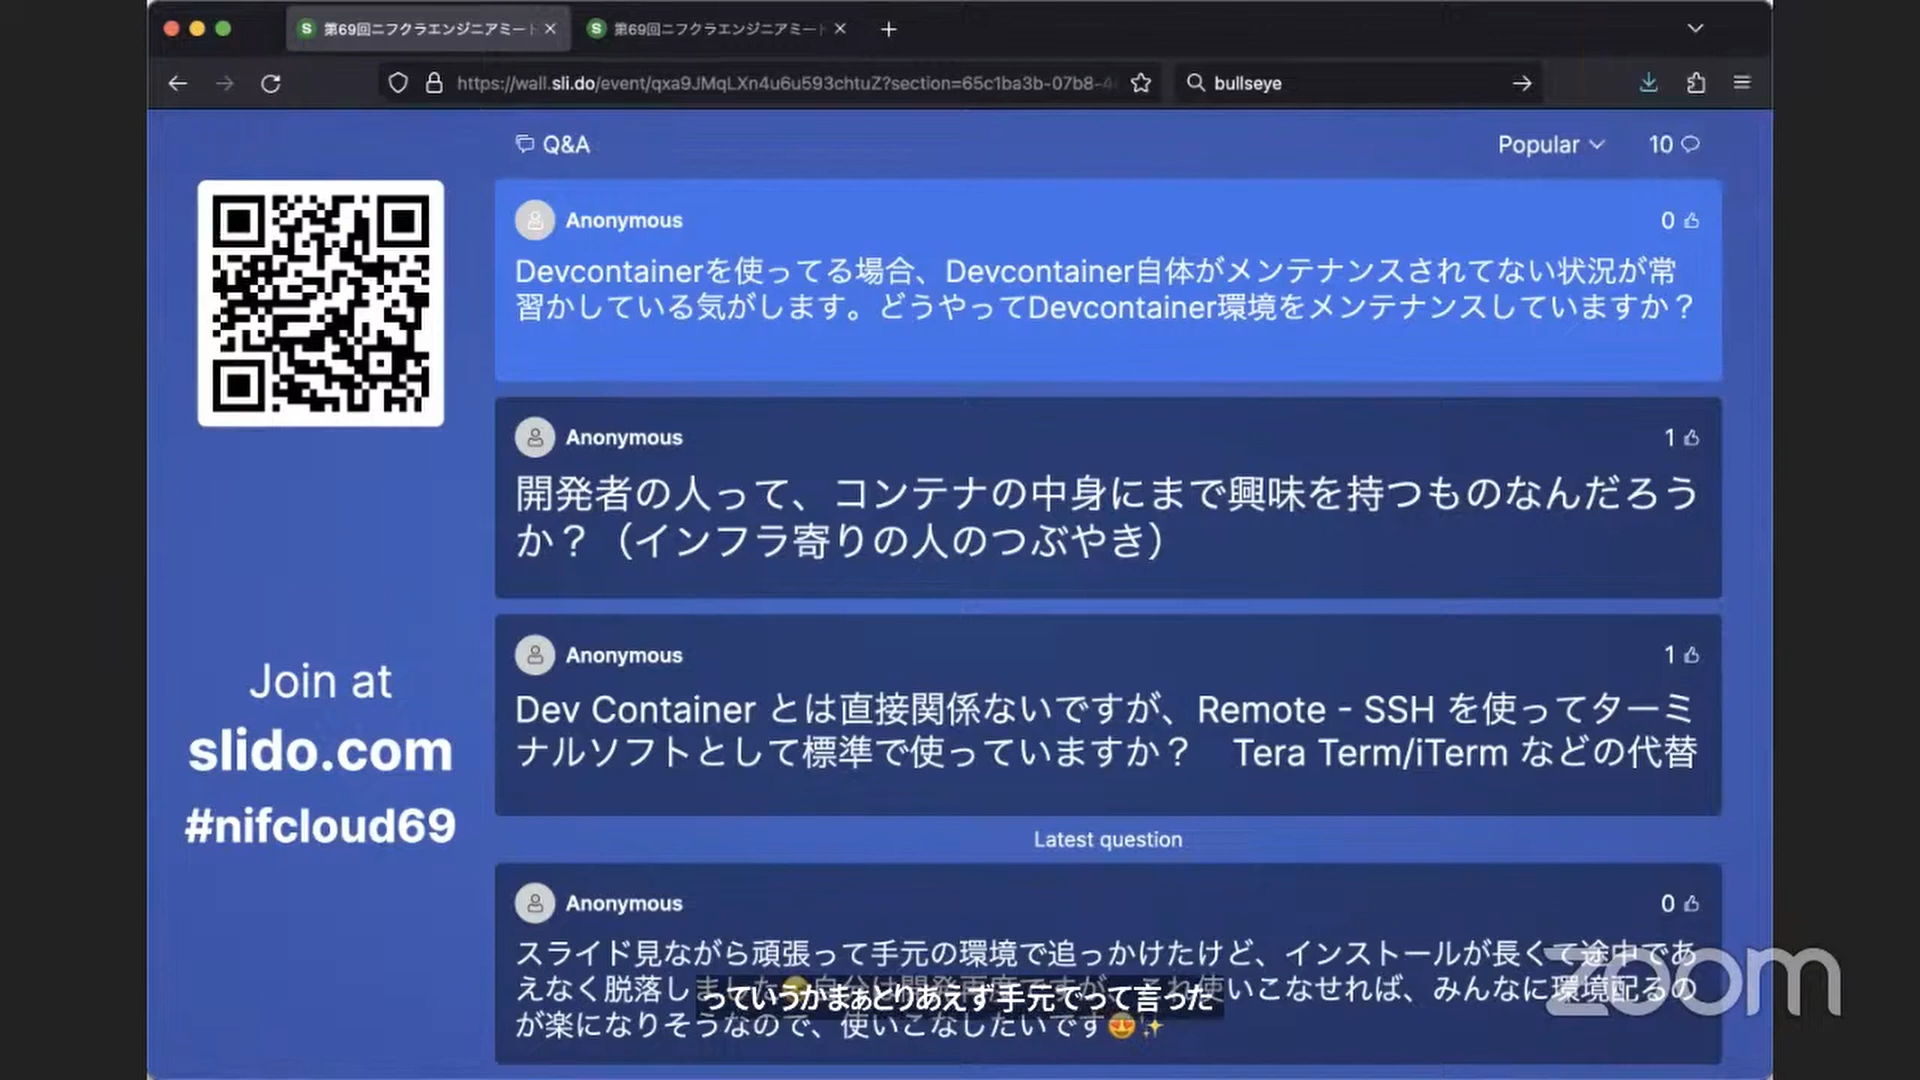 第69回ニフクラエンジニアミート
第69回ニフクラエンジニアミート
https://wall.sli.do/event/qxa9JMqLXn4u6u593chtuZ?section=65c1ba3b-07b8-4
bullseye
Q&A
Popular
10
Anonymous
0
Devcontainerを使ってる場合、Devcontainer自体がメンテナンスされてない状況が常
習かしている気がします。どうやってDevcontainer環境をメンテナンスしていますか？
Anonymous
1
開発者の人って、コンテナの中身にまで興味を持つものなんだろう
か？（インフラ寄りの人のつぶやき）
Anonymous
1
Dev Container とは直接関係ないですが、Remote - SSH を使ってターミ
ナルソフトとして標準で使っていますか？　Tera Term/iTerm などの代替
Join at
slido.com
#nifcloud69
Latest question
Anonymous
0
スライド見ながら頑張って手元の環境で追っかけたけど、インストールが長くて途中であ
えなく脱落し いこなせれば、みんなに環境配るの
が楽になりそうなので、使いこなしたいです😍✨
っていうかまぁとりあえず手元でって言った
zoom